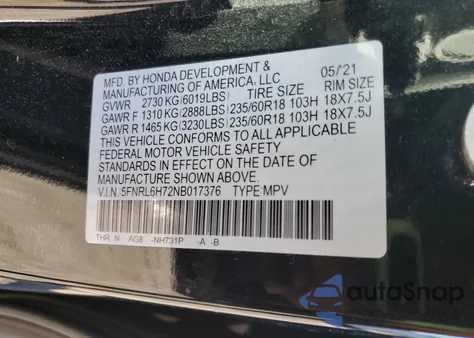 MFD. BY HONDA DEVELOPMENT & 05/'21
MANUFACTURING OF AMERICA, LLC
GVWR 2730 KG (6019LBS) TIRE SIZE RIM SIZE
GAWR F 1310 KG (2888LBS) 235/60R18 103H 18X7.5J
GAWR R 1465 KG (3230LBS) 235/60R18 103H 18X7.5J
THIS VEHICLE CONFORMS TO ALL APPLICABLE
FEDERAL MOTOR VEHICLE SAFETY
STANDARDS IN EFFECT ON THE DATE OF
MANUFACTURE SHOWN ABOVE.
V.I.N. 5FNRL6H72NB017376 TYPE MPV
THR N AG8 -NH731P -A -B
autoSnap